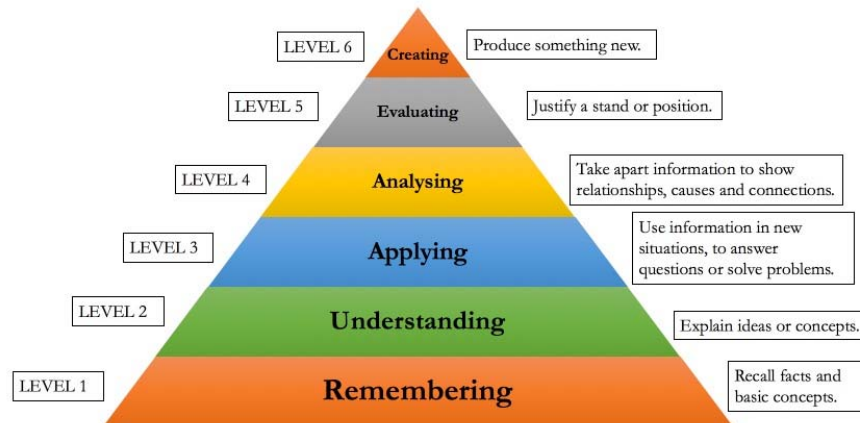 LEVEL 6
Creating
Produce something new.
LEVEL 5
Evaluating
Justify a stand or position.
LEVEL 4
Analysing
Take apart information to show
relationships, causes and connections.
LEVEL 3
Applying
Use information in new
situations, to answer
questions or solve problems.
LEVEL 2
Understanding
Explain ideas or concepts.
LEVEL 1
Remembering
Recall facts and
basic concepts.